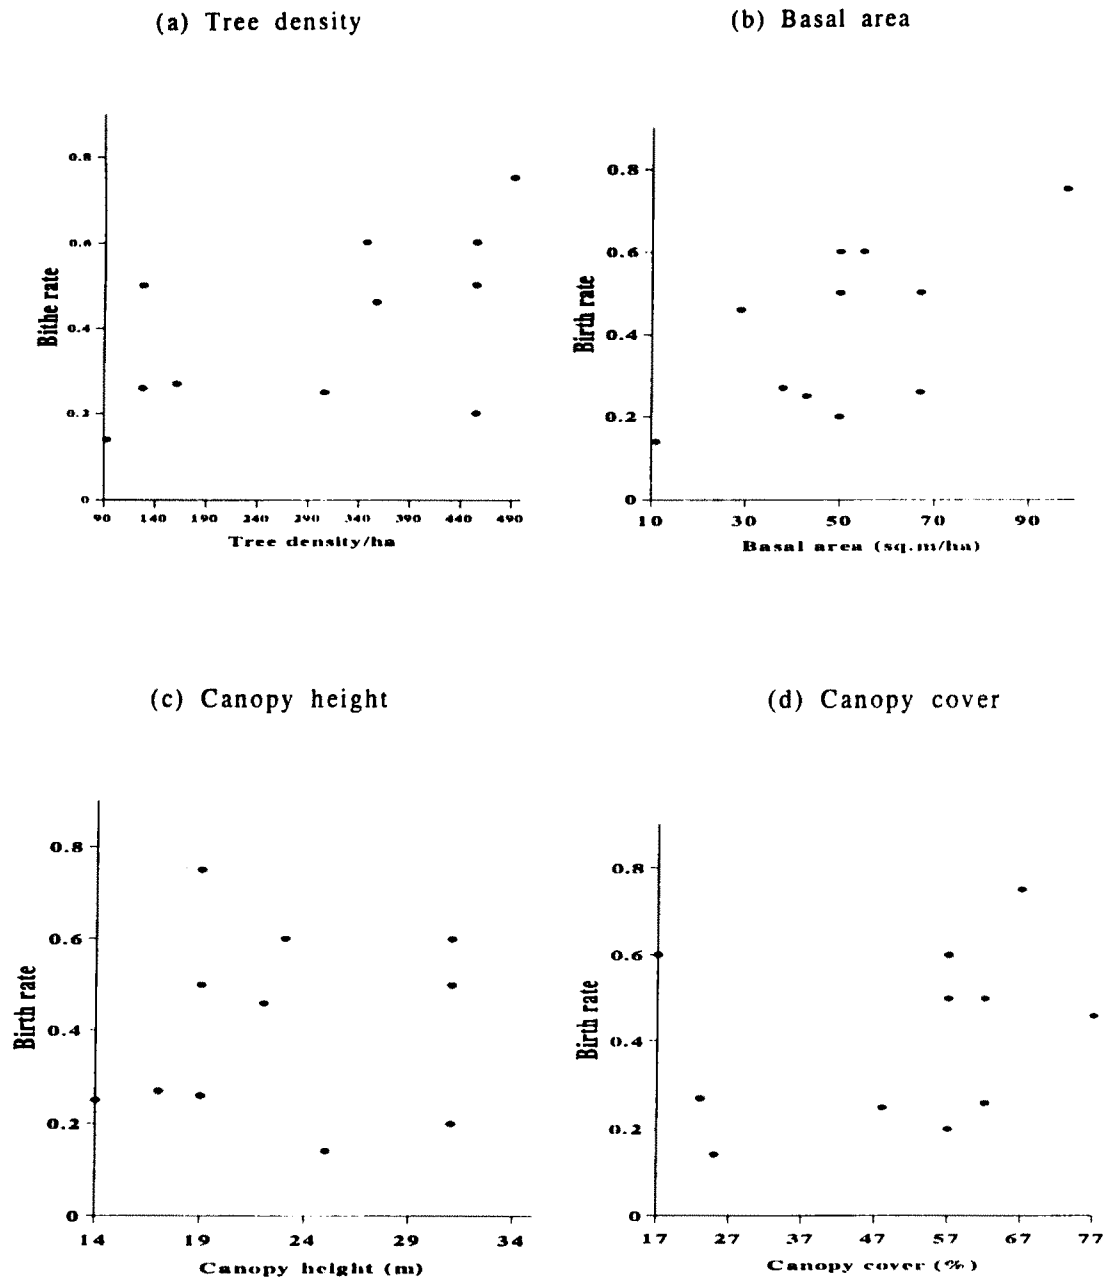 (a) Tree density
(b) Basal area
0.8
0.6
0.4
0.2
0
Bithe rate
90 140 190 240 290 340 390 440 490
Tree density/ha
0.8
0.6
0.4
0.2
0
Birth rate
10 30 50 70 90
Basal area (sq.m/ha)
(c) Canopy height
(d) Canopy cover
0.8
0.6
0.4
0.2
0
Birth rate
14 19 24 29 34
Canopy height (m)
0.8
0.6
0.4
0.2
0
Birth rate
17 27 37 47 57 67 77
Canopy cover (%)